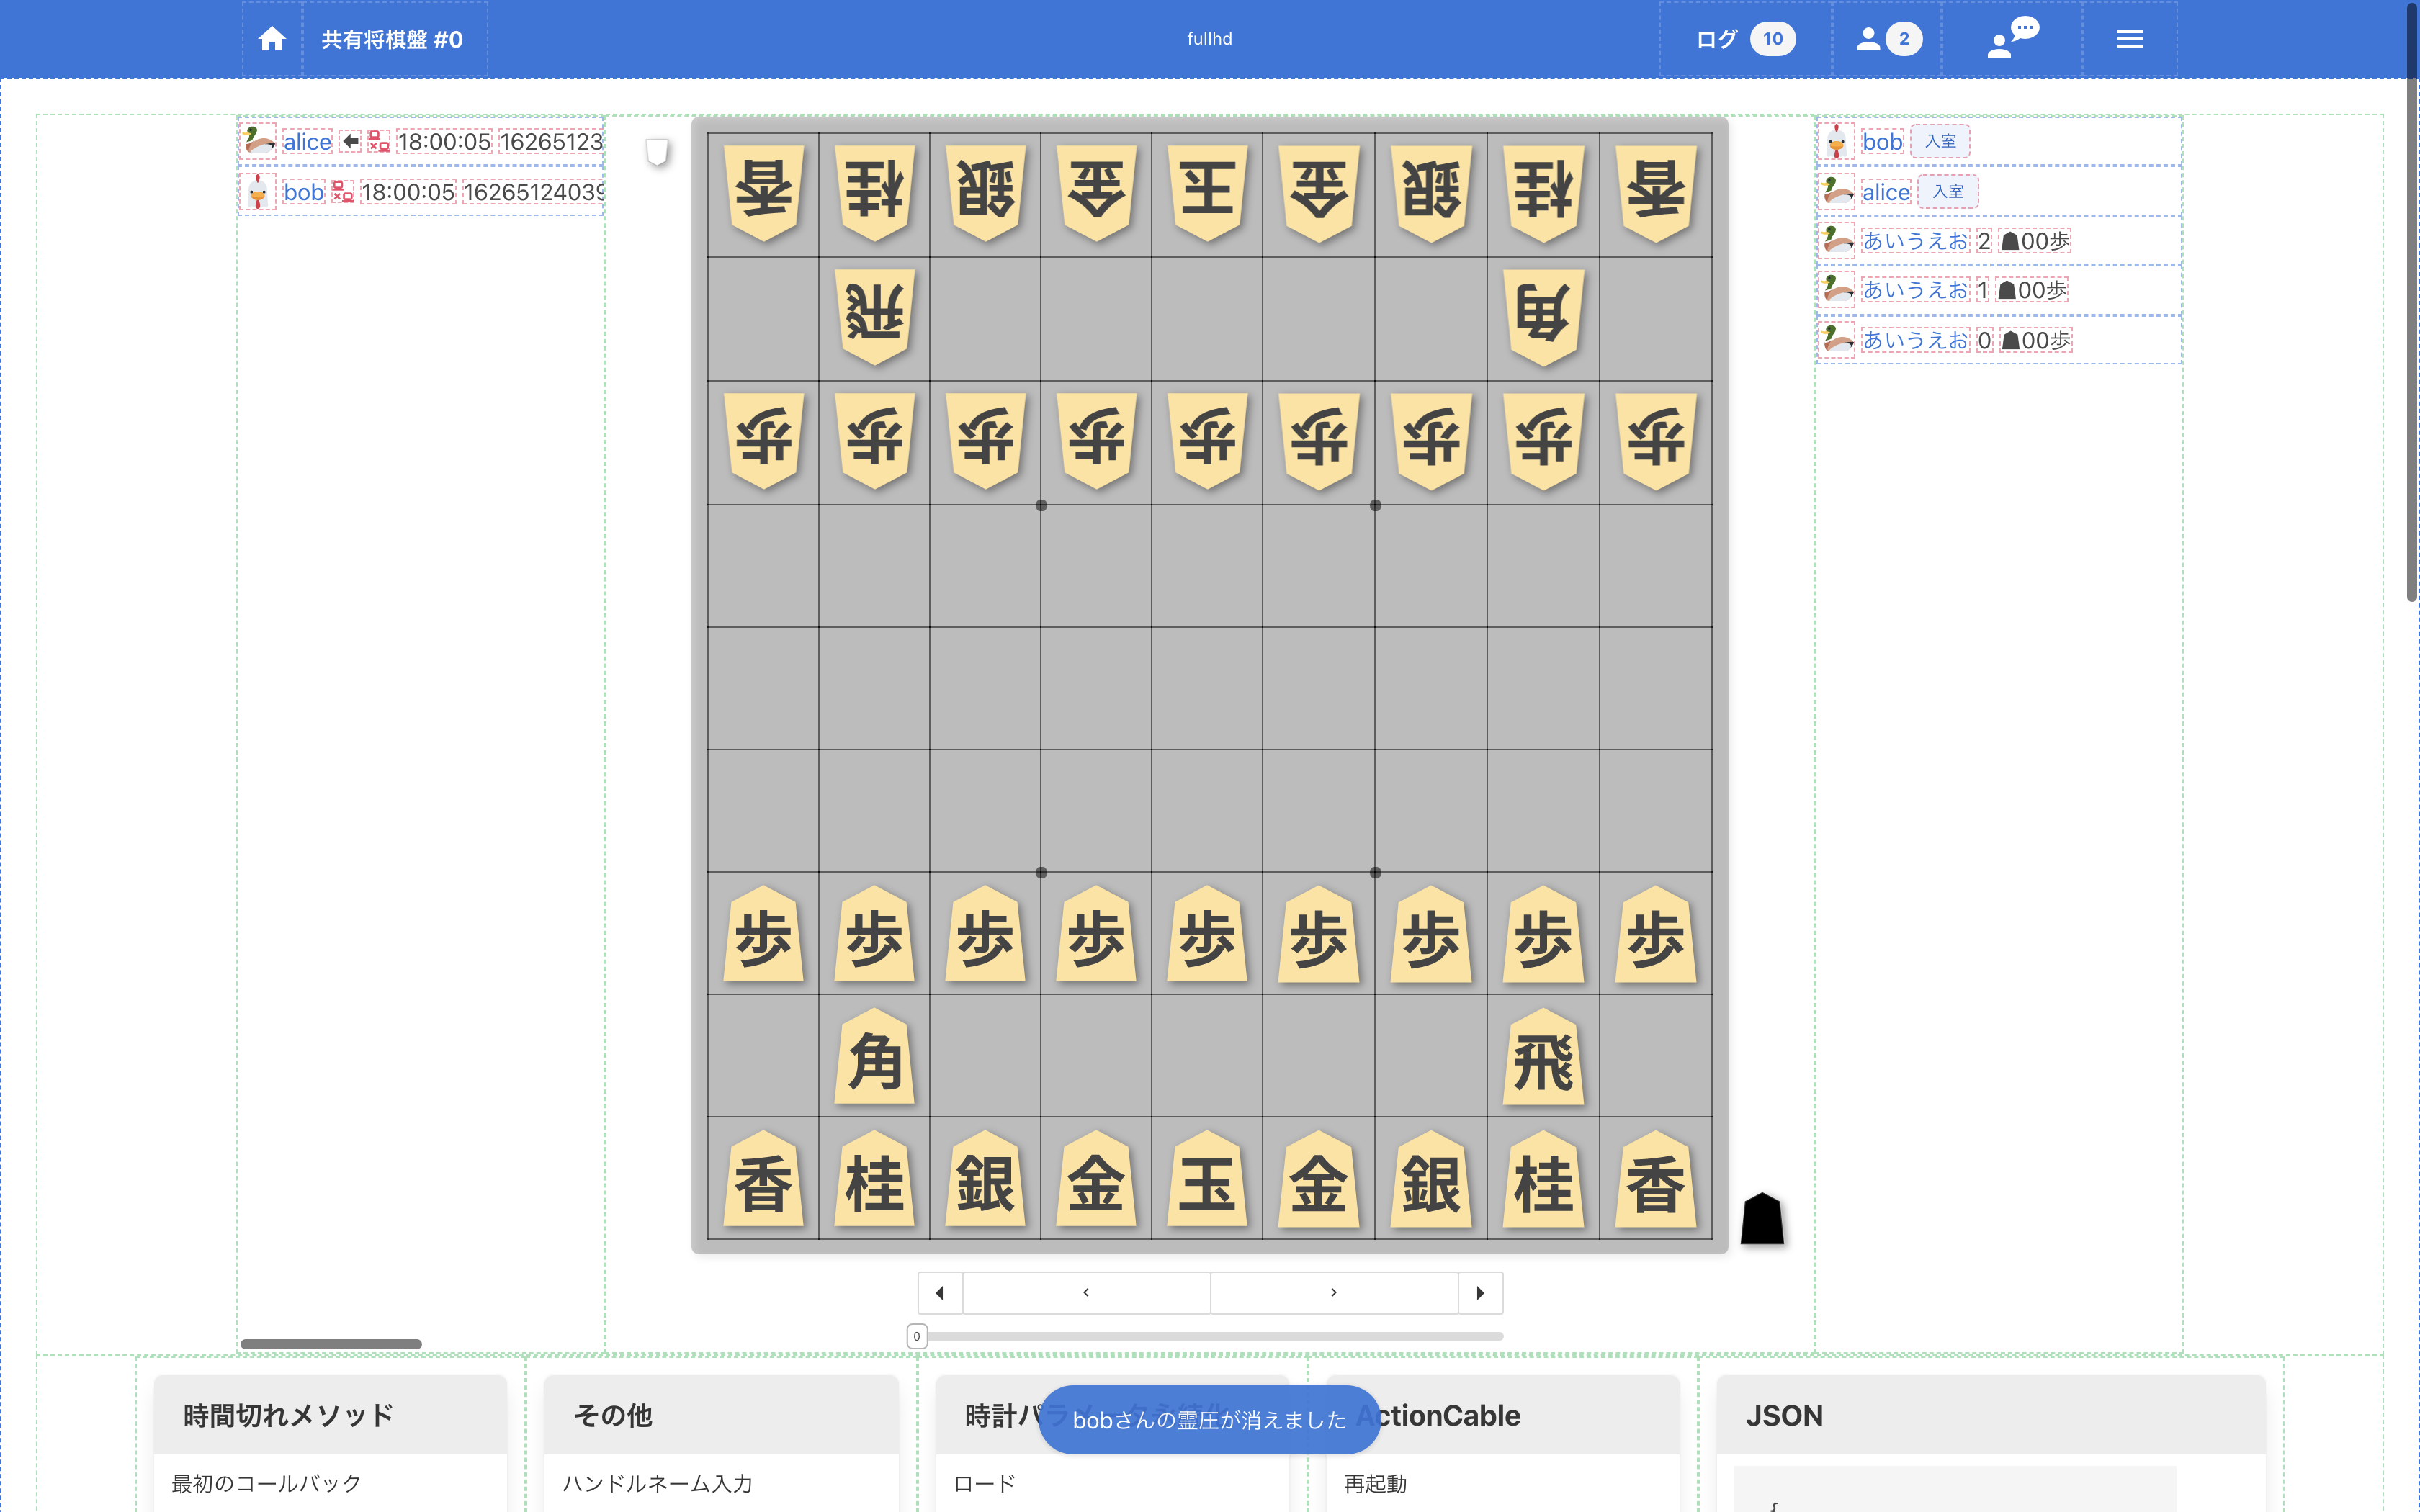 共有将棋盤 #0
fullhd
ログ 10
2
alice 18:00:05 16265123
bob 18:00:05 1626512403
bob 入室
alice 入室
あいうえお 2 ☗00歩
あいうえお 1 ☗00歩
あいうえお 0 ☗00歩
香 桂 銀 金 玉 金 銀 桂 香
飛 角
歩 歩 歩 歩 歩 歩 歩 歩 歩
歩 歩 歩 歩 歩 歩 歩 歩 歩
角 飛
香 桂 銀 金 玉 金 銀 桂 香
0
時間切れメソッド
その他
時計パ
ActionCable
JSON
bobさんの霊圧が消えました
最初のコールバック
ハンドルネーム入力
ロード
再起動
{